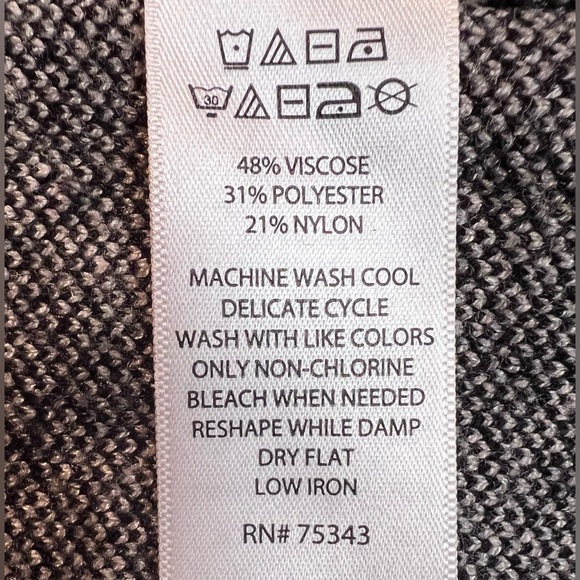 30
48% VISCOSE
31% POLYESTER
21% NYLON
MACHINE WASH COOL
DELICATE CYCLE
WASH WITH LIKE COLORS
ONLY NON-CHLORINE
BLEACH WHEN NEEDED
RESHAPE WHILE DAMP
DRY FLAT
LOW IRON
RN# 75343